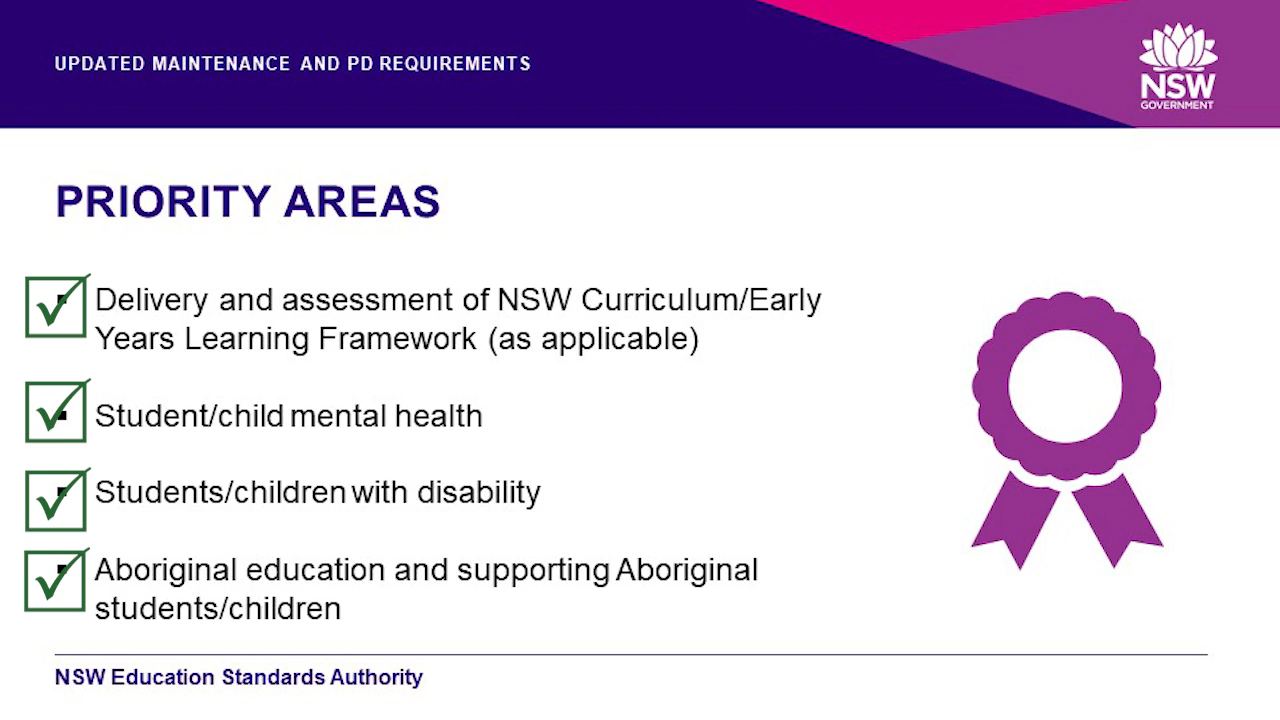 UPDATED MAINTENANCE AND PD REQUIREMENTS
NSW
GOVERNMENT
PRIORITY AREAS
Delivery and assessment of NSW Curriculum/Early
Years Learning Framework (as applicable)
Student/child mental health
Students/children with disability
Aboriginal education and supporting Aboriginal
students/children
NSW Education Standards Authority